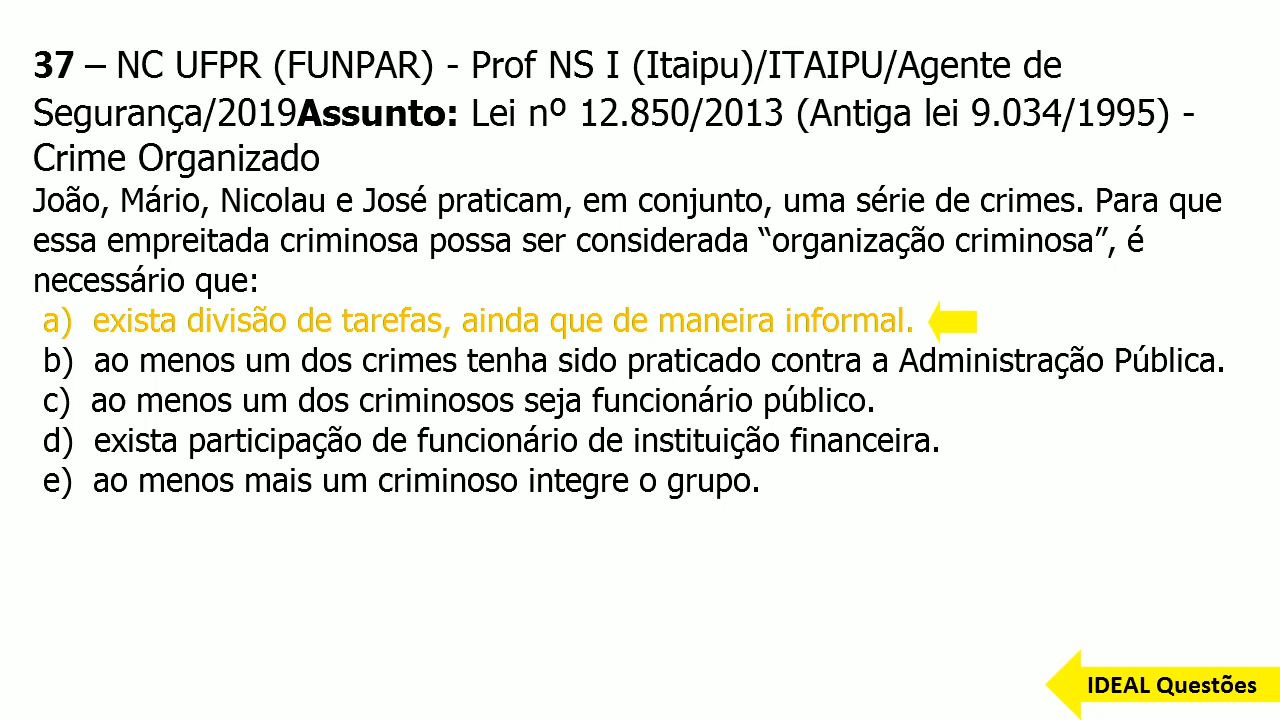 37 – NC UFPR (FUNPAR) - Prof NS I (Itaipu)/ITAIPU/Agente de
Segurança/2019Assunto: Lei nº 12.850/2013 (Antiga lei 9.034/1995) -
Crime Organizado
João, Mário, Nicolau e José praticam, em conjunto, uma série de crimes. Para que
essa empreitada criminosa possa ser considerada “organização criminosa”, é
necessário que:
a) exista divisão de tarefas, ainda que de maneira informal.
b) ao menos um dos crimes tenha sido praticado contra a Administração Pública.
c) ao menos um dos criminosos seja funcionário público.
d) exista participação de funcionário de instituição financeira.
e) ao menos mais um criminoso integre o grupo.
IDEAL Questões